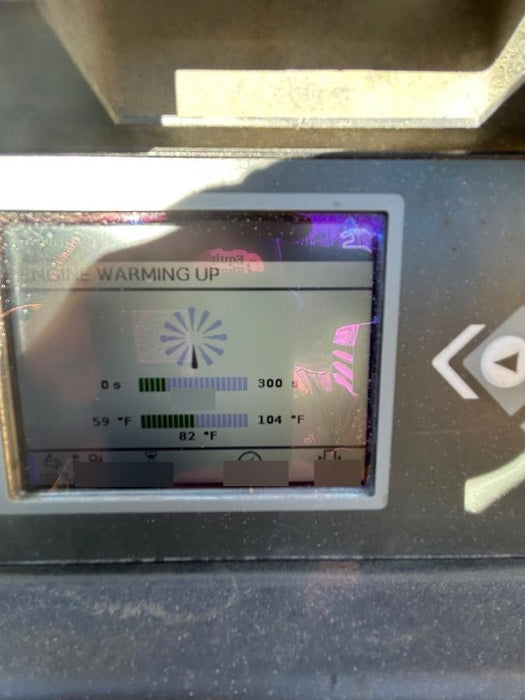 ENGINE WARMING UP
0 s 300 s
59 °F 104 °F
82 °F